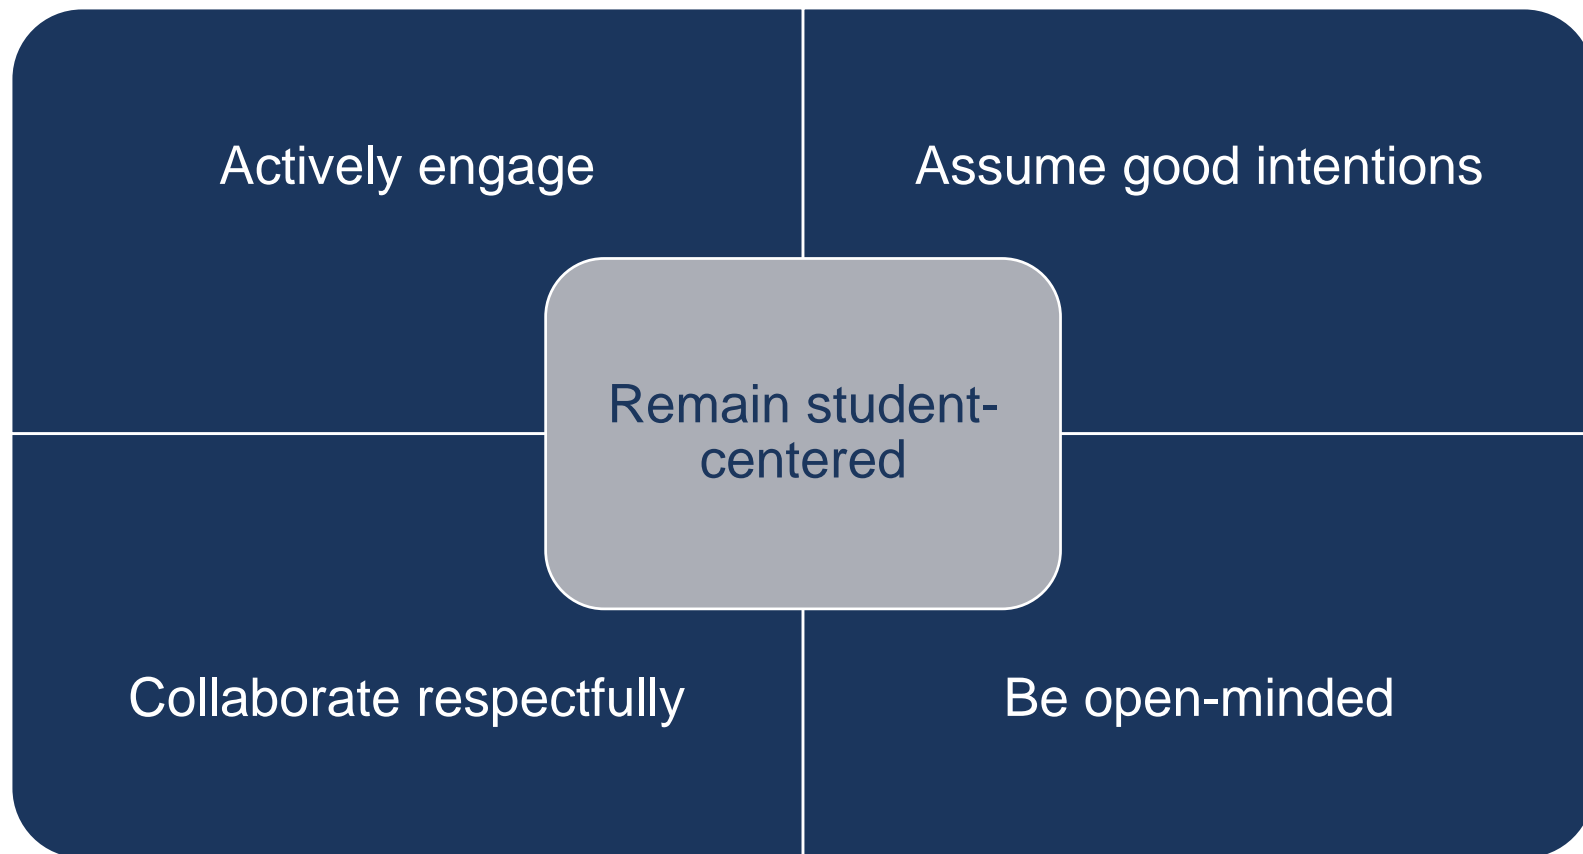 Actively engage
Assume good intentions
Remain student-
centered
Collaborate respectfully
Be open-minded